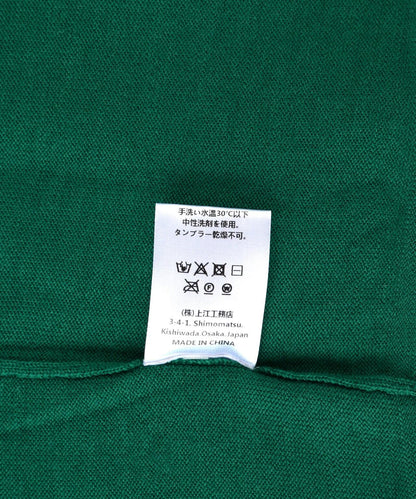 手洗い水温30℃以下
中性洗剤を使用。
タンブラー乾燥不可。
(株)上江工務店
3-4-1, Shimomatsu,
Kishiwada Osaka, Japan
MADE IN CHINA